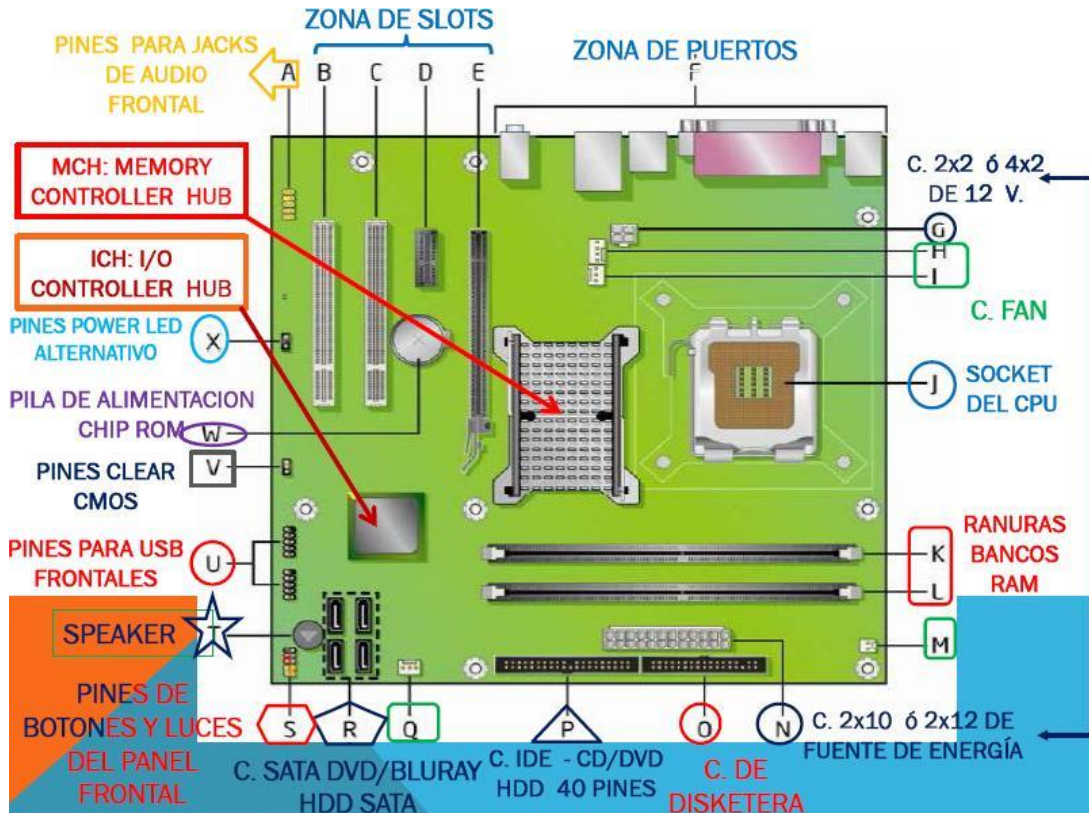 ZONA DE SLOTS
PINES PARA JACKS
DE AUDIO
FRONTAL
A
B
C
D
E
ZONA DE PUERTOS
F
MCH: MEMORY
CONTROLLER HUB
ICH: I/O
CONTROLLER HUB
PINES POWER LED
ALTERNATIVO
X
PILA DE ALIMENTACION
CHIP ROM
W
PINES CLEAR
CMOS
V
PINES PARA USB
FRONTALES
U
SPEAKER
T
PINES DE
BOTONES Y LUCES
DEL PANEL
FRONTAL
S
R
Q
C. SATA DVD/BLURAY
HDD SATA
P
C. IDE - CD/DVD
HDD 40 PINES
O
C. DE
DISKETERA
N
C. 2x10 ó 2x12 DE
FUENTE DE ENERGÍA
C. 2x2 ó 4x2
DE 12 V.
G
H
I
C. FAN
J
SOCKET
DEL CPU
K
L
RANURAS
BANCOS
RAM
M